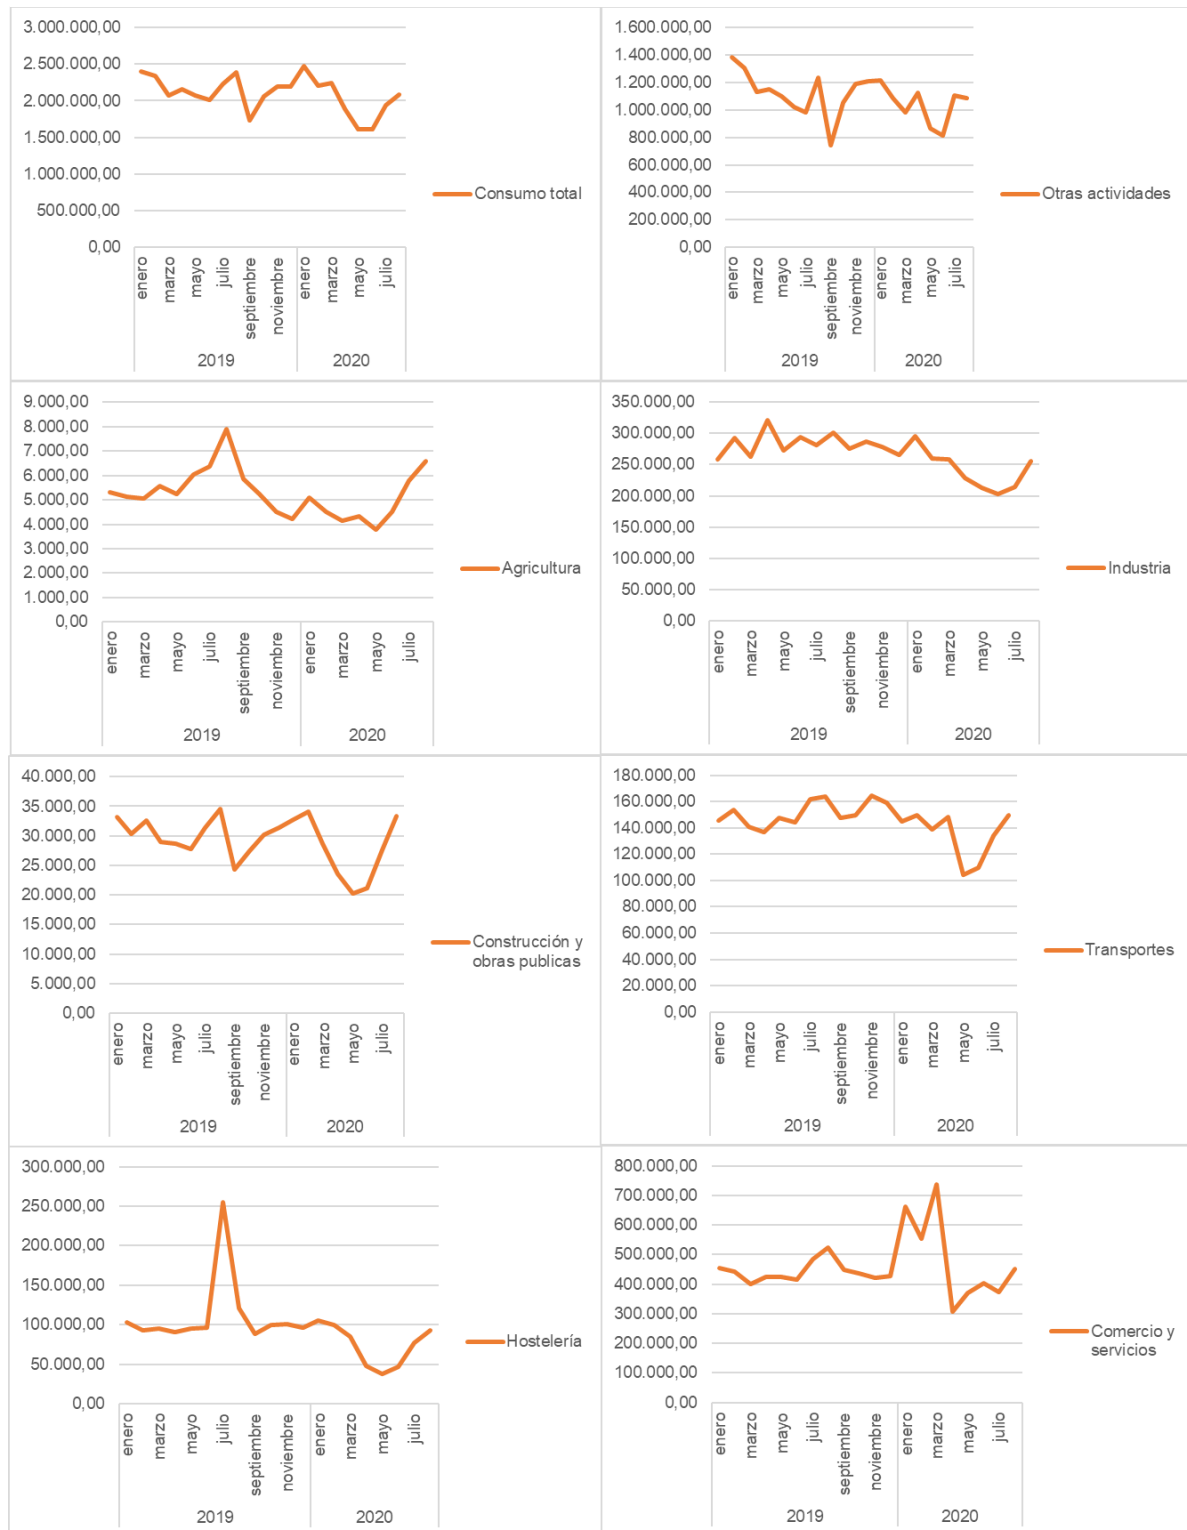 3.000.000,00
2.500.000,00
2.000.000,00
1.500.000,00
1.000.000,00
500.000,00
0,00
enero
marzo
mayo
julio
septiembre
noviembre
enero
marzo
mayo
julio
2019
2020
Consumo total
1.600.000,00
1.400.000,00
1.200.000,00
1.000.000,00
800.000,00
600.000,00
400.000,00
200.000,00
0,00
enero
marzo
mayo
julio
septiembre
noviembre
enero
marzo
mayo
julio
2019
2020
Otras actividades
9.000,00
8.000,00
7.000,00
6.000,00
5.000,00
4.000,00
3.000,00
2.000,00
1.000,00
0,00
enero
marzo
mayo
julio
septiembre
noviembre
enero
marzo
mayo
julio
2019
2020
Agricultura
350.000,00
300.000,00
250.000,00
200.000,00
150.000,00
100.000,00
50.000,00
0,00
enero
marzo
mayo
julio
septiembre
noviembre
enero
marzo
mayo
julio
2019
2020
Industria
40.000,00
35.000,00
30.000,00
25.000,00
20.000,00
15.000,00
10.000,00
5.000,00
0,00
enero
marzo
mayo
julio
septiembre
noviembre
enero
marzo
mayo
julio
2019
2020
Construcción y
obras publicas
180.000,00
160.000,00
140.000,00
120.000,00
100.000,00
80.000,00
60.000,00
40.000,00
20.000,00
0,00
enero
marzo
mayo
julio
septiembre
noviembre
enero
marzo
mayo
julio
2019
2020
Transportes
300.000,00
250.000,00
200.000,00
150.000,00
100.000,00
50.000,00
0,00
enero
marzo
mayo
julio
septiembre
noviembre
enero
marzo
mayo
julio
2019
2020
Hostelería
800.000,00
700.000,00
600.000,00
500.000,00
400.000,00
300.000,00
200.000,00
100.000,00
0,00
enero
marzo
mayo
julio
septiembre
noviembre
enero
marzo
mayo
julio
2019
2020
Comercio y
servicios